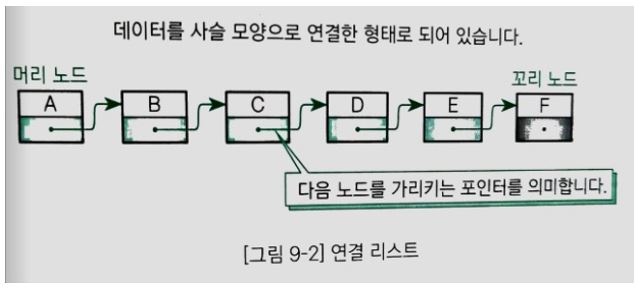 데이터를 사슬 모양으로 연결한 형태로 되어 있습니다.
머리 노드
꼬리 노드
A B C D E F
다음 노드를 가리키는 포인터를 의미합니다.
[그림 9-2] 연결 리스트